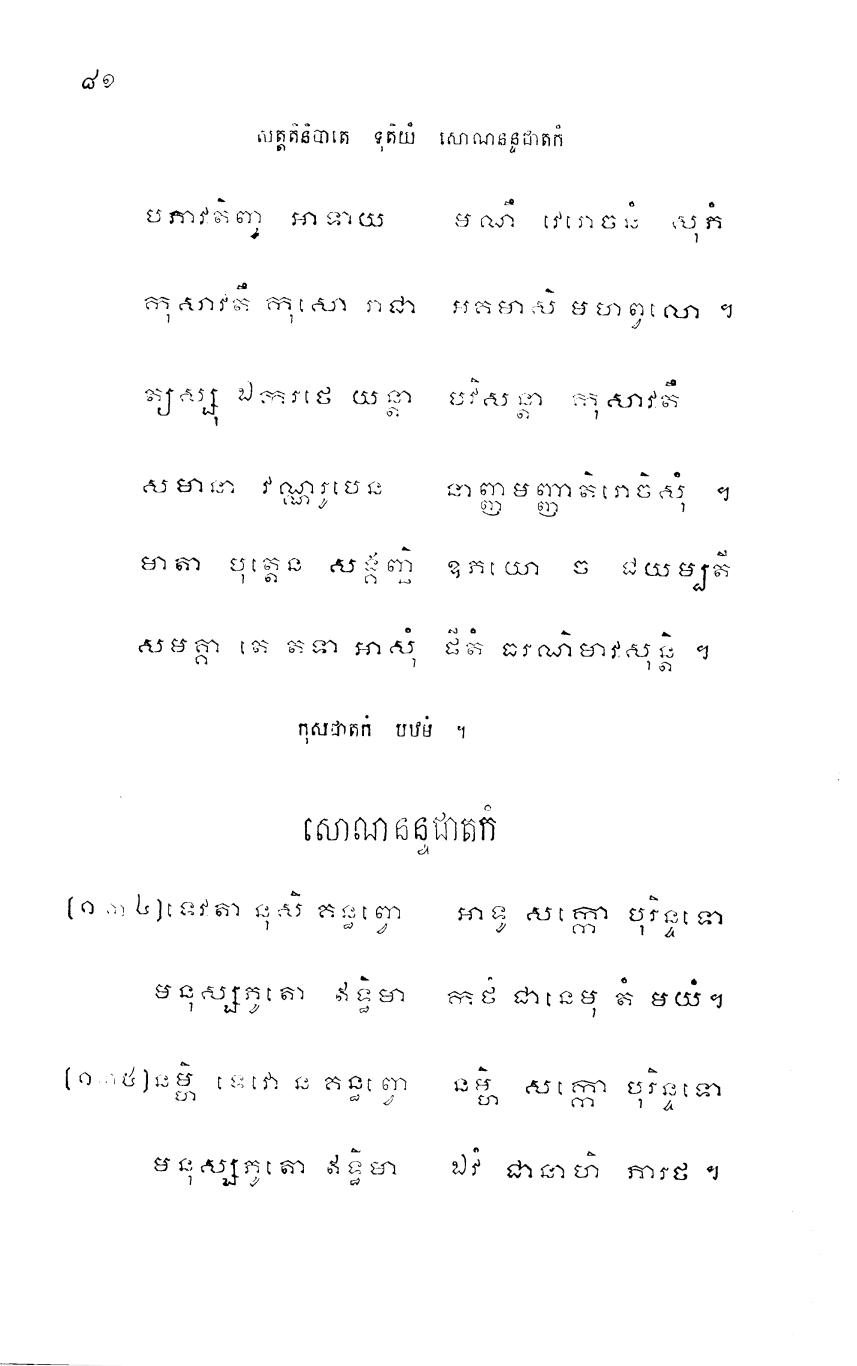 ៨១
សត្តតិនិបាតេ ទុតិយំ សោណនន្ទជាតកំ
បភាវតិញ្ច អាទាយ មណឹ វេរោចនំ សុភំ
កុសាវតឹ កុសោ រាជា អគមាសិ មហាព្វលោ ។
ត្យស្សុ ឯករថេ យន្តា បវិសន្តា កុសាវតឹ
សមានា វណ្ណរូបេន នាញ្ញមញ្ញាតិរោចិសុំ ។
មាតា បុត្តេន សង្គញ្ឆិ ឧភយោ ច ជយម្បតី
សមគ្គា តេ តទា អាសុំ ផីតំ ធរណិមាវសុន្តិ ។
កុសជាតកំ បឋមំ ។
សោណនន្ទជាតកំ
(១៣៤) ទេវតា នុសិ គន្ធព្វោ អាទូ សក្កោ បុរិន្ទទោ
មនុស្សភូតោ ឥទ្ធិមា កថំ ជានេមុ តំ មយំ។
(១៣៥) នម្ហិ ទេវោ ន គន្ធព្វោ នម្ហិ សក្កោ បុរិន្ទទោ
មនុស្សភូតោ ឥទ្ធិមា ឯវំ ជានាហិ ភារថ ។